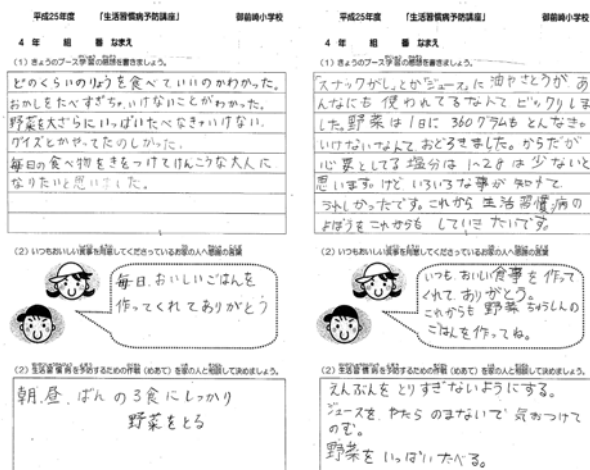 平成25年度 「生活習慣病予防講座」 御前崎小学校
4 年 組 番 なまえ
(1) きょうのブース学習の感想を書きましょう。
どのくらいのりょうを食べていいのかわかった。
おかしをたべすぎちゃいけないことがわかった。
野菜を大ざらにいっぱいたべなきゃいけない。
クイズとかやってたのしかった。
毎日の食べ物をきをつけてけんこうな大人に
なりたいと思いました。
(2) いつもおいしい食事を用意してくださっているお家の人へ感謝の言葉
毎日、おいしいごはんを
作ってくれてありがとう
(2) 生活習慣病を予防するための作戦(めあて)を家の人と相談して決めましょう。
朝、昼、ばんの3食にしっかり
野菜をとる
平成25年度 「生活習慣病予防講座」 御前崎小学校
4 年 組 番 なまえ
(1) きょうのブース学習の感想を書きましょう。
「スナックがし」とか「ジュース」に油やさとうがあ
んなにも使われてるなんてビックリしま
した。野菜は1日に360グラムもとんなきゃ
いけないなんておどろきました。からだが
心要としてる塩分は1~2gは少ないと
思います。けどいろいろな事が知れて
うれしかったです。これから生活習慣病の
よぼうをこれからもしていきたいです。
(2) いつもおいしい食事を用意してくださっているお家の人へ感謝の言葉
いつもおいしい食事を作って
くれてありがとう。
これからも野菜ちゅうしんの
ごはんを作ってね。
(2) 生活習慣病を予防するための作戦(めあて)を家の人と相談して決めましょう。
えんぶんをとりすぎないようにする。
ジュースをやたらのまないで気おつけて
のむ。
野菜をいっぱいたべる。